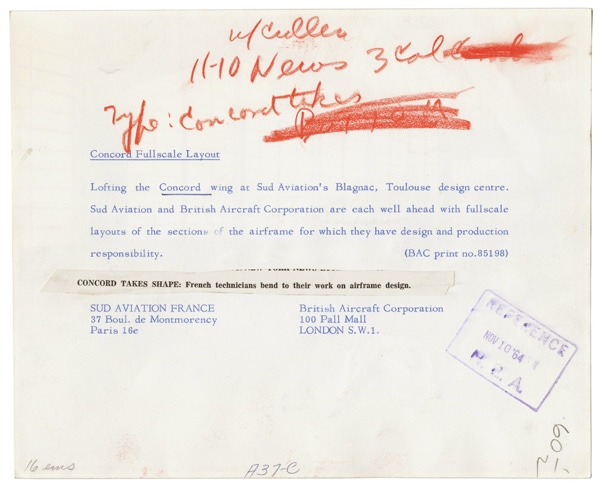 w/Cullen
11-10 News 3 Col
Type: Concord takes
Concord Fullscale Layout
Lofting the Concord wing at Sud Aviation's Blagnac, Toulouse design centre.
Sud Aviation and British Aircraft Corporation are each well ahead with fullscale
layouts of the sections of the airframe for which they have design and production
responsibility. (BAC print no.85198)
CONCORD TAKES SHAPE: French technicians bend to their work on airframe design.
SUD AVIATION FRANCE
37 Boul. de Montmorency
Paris 16e
British Aircraft Corporation
100 Pall Mall
LONDON S.W.1.
REFERENCE
NOV 10 '64
16 ems
A37-C